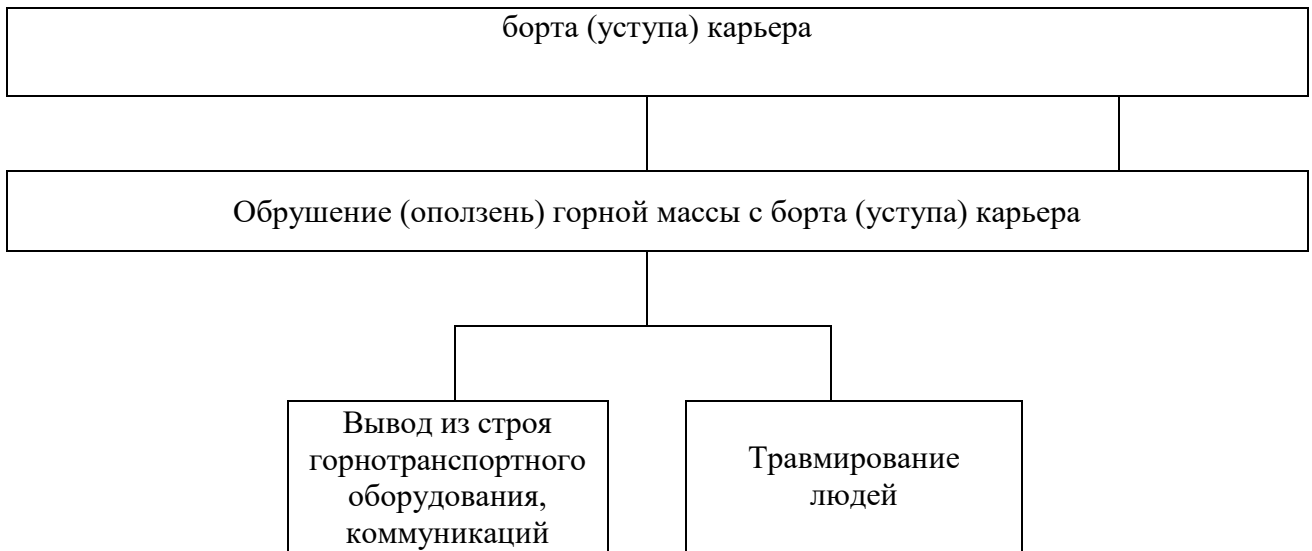 борта (уступа) карьера
Обрушение (оползень) горной массы с борта (уступа) карьера
Вывод из строя
горнотранспортного
оборудования,
коммуникаций
Травмирование
людей